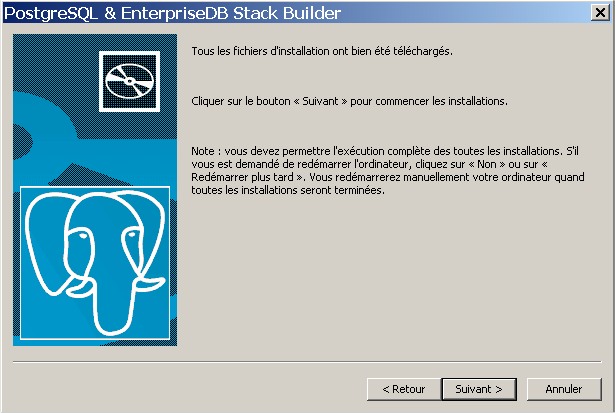 PostgreSQL & EnterpriseDB Stack Builder
Tous les fichiers d'installation ont bien été téléchargés.
Cliquer sur le bouton « Suivant » pour commencer les installations.
Note : vous devez permettre l'exécution complète des toutes les installations. S'il
vous est demandé de redémarrer l'ordinateur, cliquez sur « Non » ou sur «
Redémarrer plus tard ». Vous redémarrerez manuellement votre ordinateur quand
toutes les installations seront terminées.
< Retour
Suivant >
Annuler